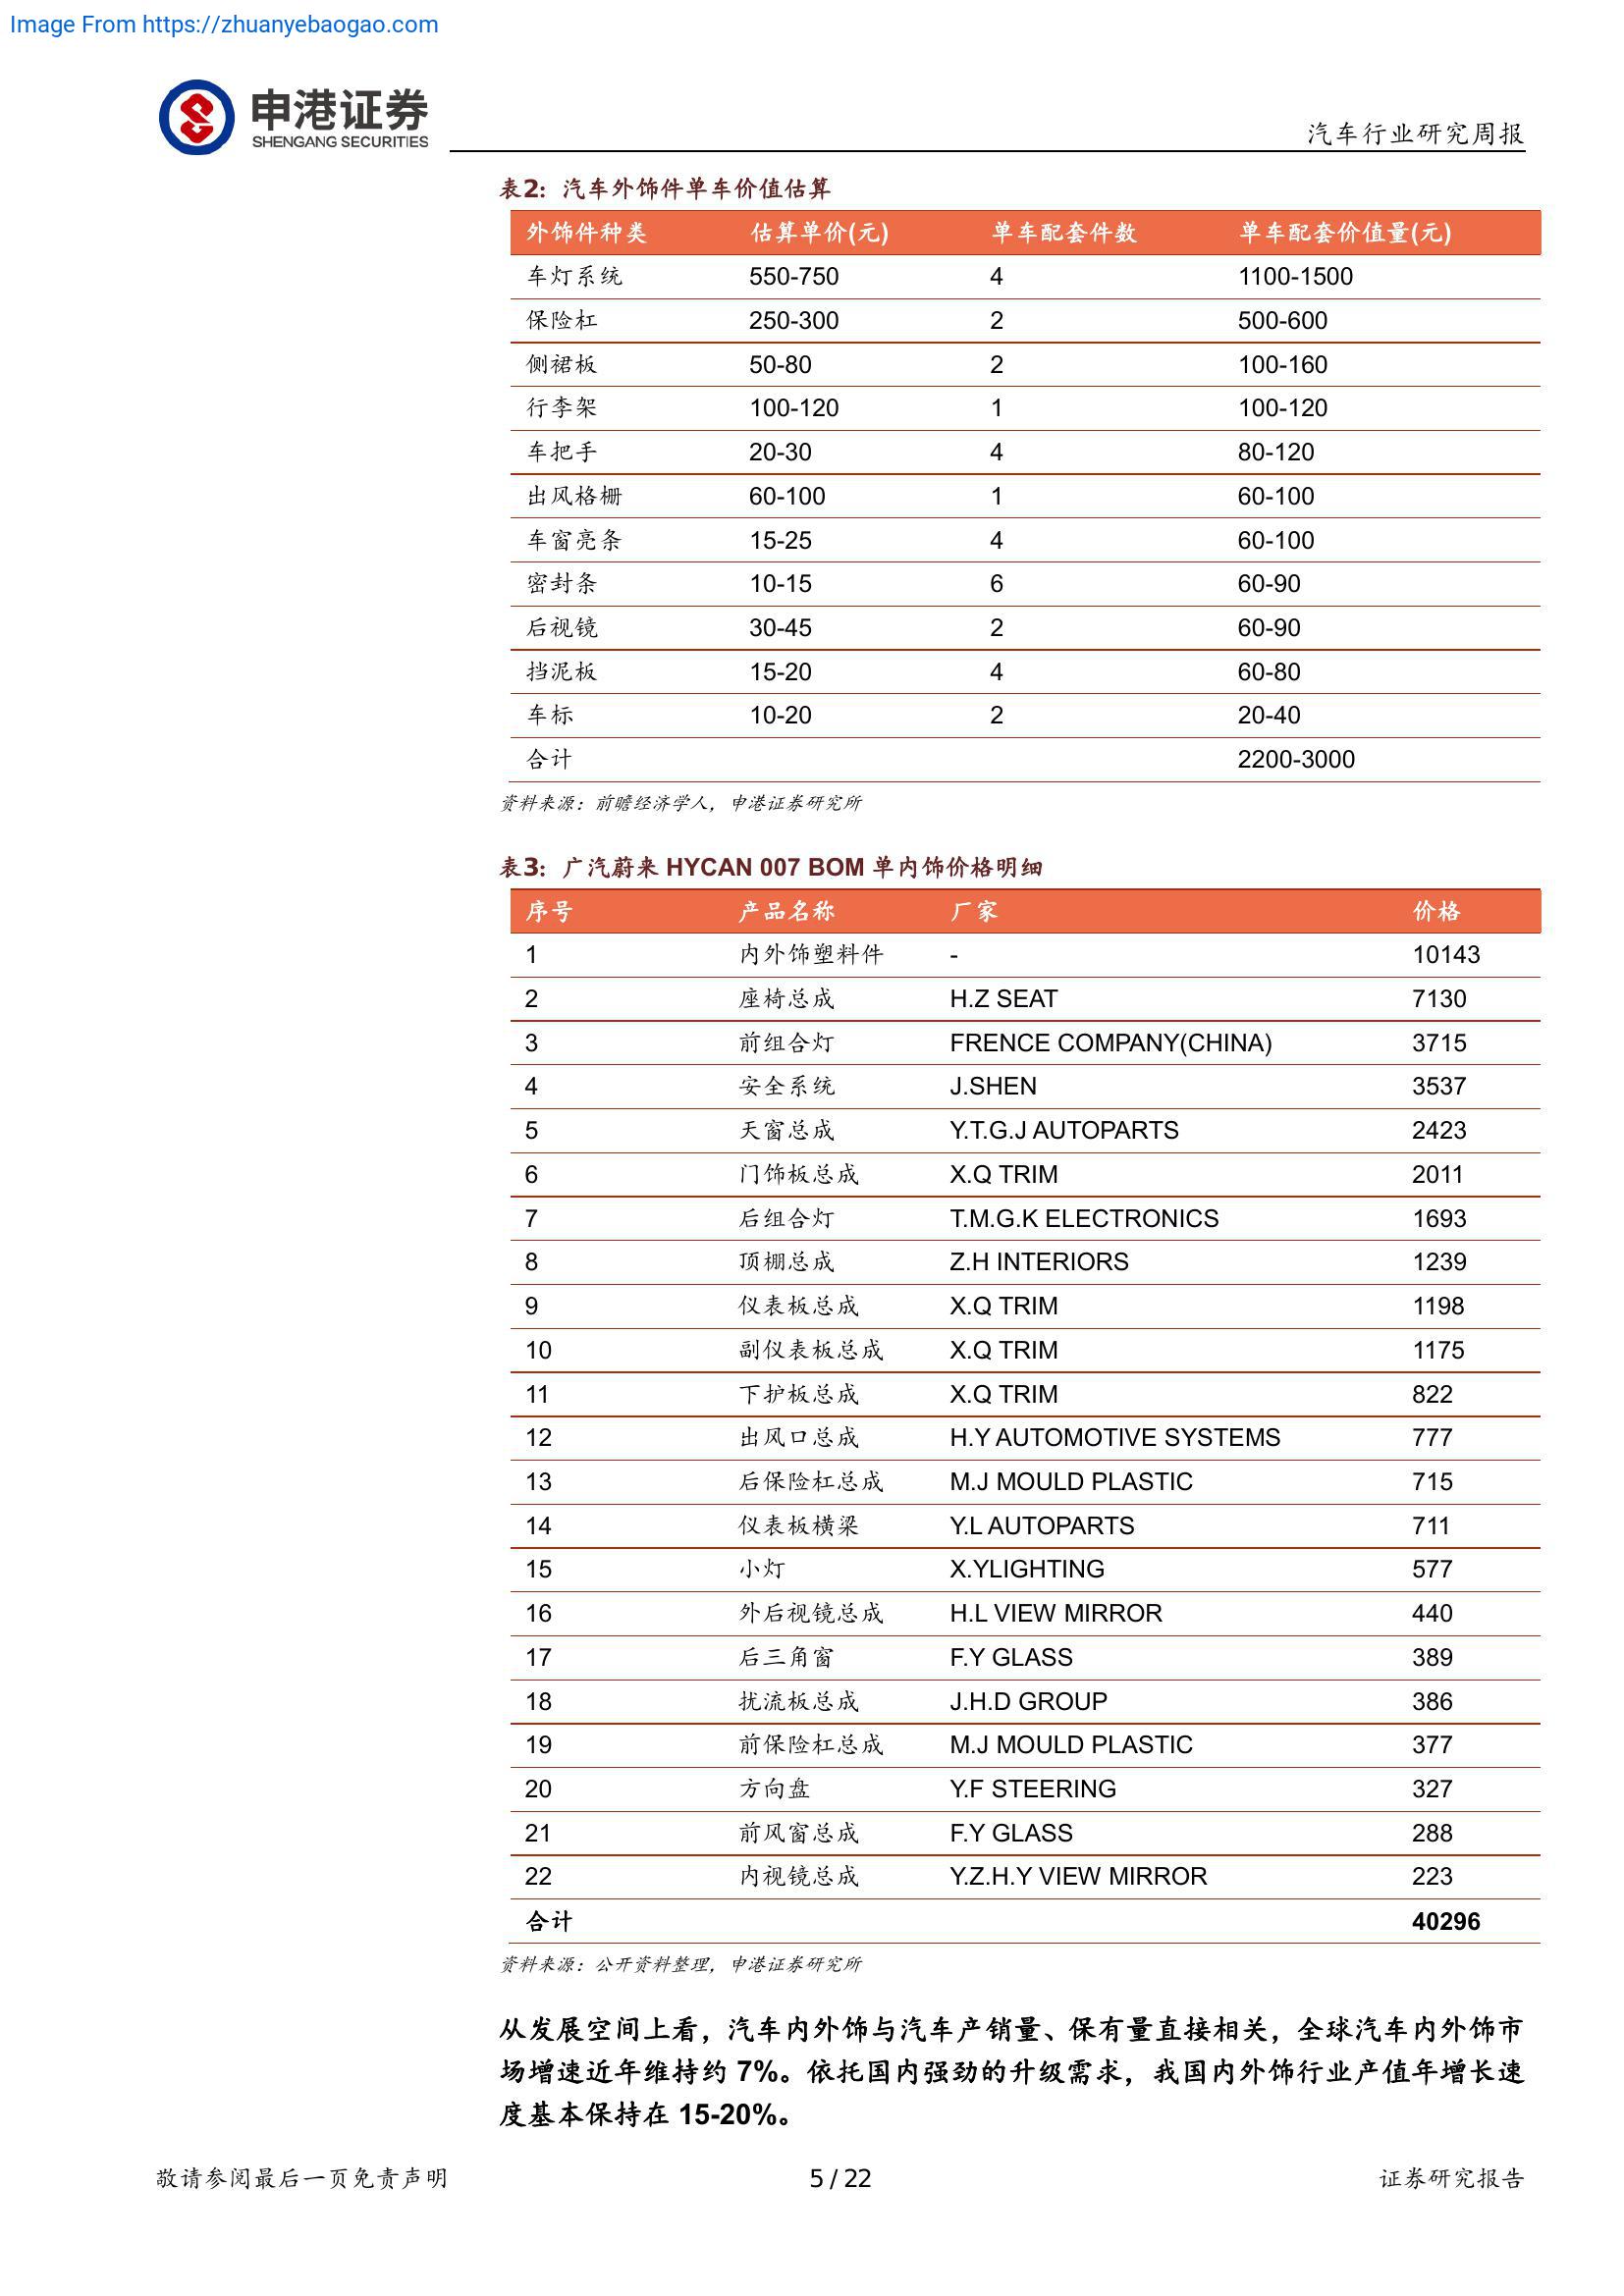 Image From https://zhuanyebaogao.com
申港证券
SHENGANG SECURITIES
汽车行业研究周报
表2：汽车外饰件单车价值估算
外饰件种类 估算单价(元) 单车配套件数 单车配套价值量(元)
车灯系统 550-750 4 1100-1500
保险杠 250-300 2 500-600
侧裙板 50-80 2 100-160
行李架 100-120 1 100-120
车把手 20-30 4 80-120
出风格栅 60-100 1 60-100
车窗亮条 15-25 4 60-100
密封条 10-15 6 60-90
后视镜 30-45 2 60-90
挡泥板 15-20 4 60-80
车标 10-20 2 20-40
合计 2200-3000
资料来源：前瞻经济学人，申港证券研究所
表3：广汽蔚来 HYCAN 007 BOM 单内饰价格明细
序号 产品名称 厂家 价格
1 内外饰塑料件 - 10143
2 座椅总成 H.Z SEAT 7130
3 前组合灯 FRENCE COMPANY(CHINA) 3715
4 安全系统 J.SHEN 3537
5 天窗总成 Y.T.G.J AUTOPARTS 2423
6 门饰板总成 X.Q TRIM 2011
7 后组合灯 T.M.G.K ELECTRONICS 1693
8 顶棚总成 Z.H INTERIORS 1239
9 仪表板总成 X.Q TRIM 1198
10 副仪表板总成 X.Q TRIM 1175
11 下护板总成 X.Q TRIM 822
12 出风口总成 H.Y AUTOMOTIVE SYSTEMS 777
13 后保险杠总成 M.J MOULD PLASTIC 715
14 仪表板横梁 Y.L AUTOPARTS 711
15 小灯 X.YLIGHTING 577
16 外后视镜总成 H.L VIEW MIRROR 440
17 后三角窗 F.Y GLASS 389
18 扰流板总成 J.H.D GROUP 386
19 前保险杠总成 M.J MOULD PLASTIC 377
20 方向盘 Y.F STEERING 327
21 前风窗总成 F.Y GLASS 288
22 内视镜总成 Y.Z.H.Y VIEW MIRROR 223
合计 40296
资料来源：公开资料整理，申港证券研究所
从发展空间上看，汽车内外饰与汽车产销量、保有量直接相关，全球汽车内外饰市
场增速近年维持约 7%。依托国内强劲的升级需求，我国内外饰行业产值年增长速
度基本保持在 15-20%。
敬请参阅最后一页免责声明 5 / 22 证券研究报告